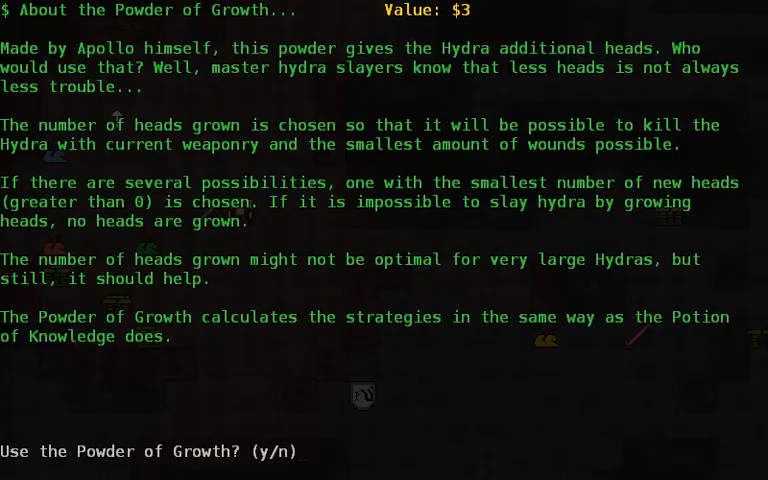 $ About the Powder of Growth... Value: $3
Made by Apollo himself, this powder gives the Hydra additional heads. Who
would use that? Well, master hydra slayers know that less heads is not always
less trouble...
The number of heads grown is chosen so that it will be possible to kill the
Hydra with current weaponry and the smallest amount of wounds possible.
If there are several possibilities, one with the smallest number of new heads
(greater than 0) is chosen. If it is impossible to slay hydra by growing
heads, no heads are grown.
The number of heads grown might not be optimal for very large Hydras, but
still, it should help.
The Powder of Growth calculates the strategies in the same way as the Potion
of Knowledge does.
Use the Powder of Growth? (y/n)